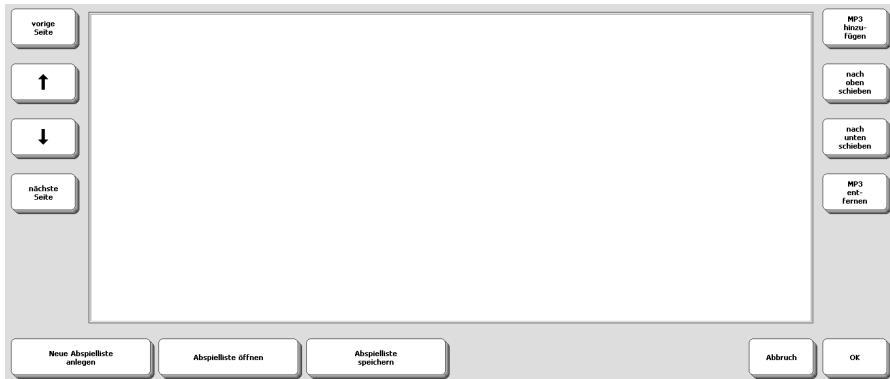 vorige
Seite
↑
↓
nächste
Seite
MP3
hinzu-
fügen
nach
oben
schieben
nach
unten
schieben
MP3
ent-
fernen
Neue Abspielliste
anlegen
Abspielliste öffnen
Abspielliste
speichern
Abbruch
OK